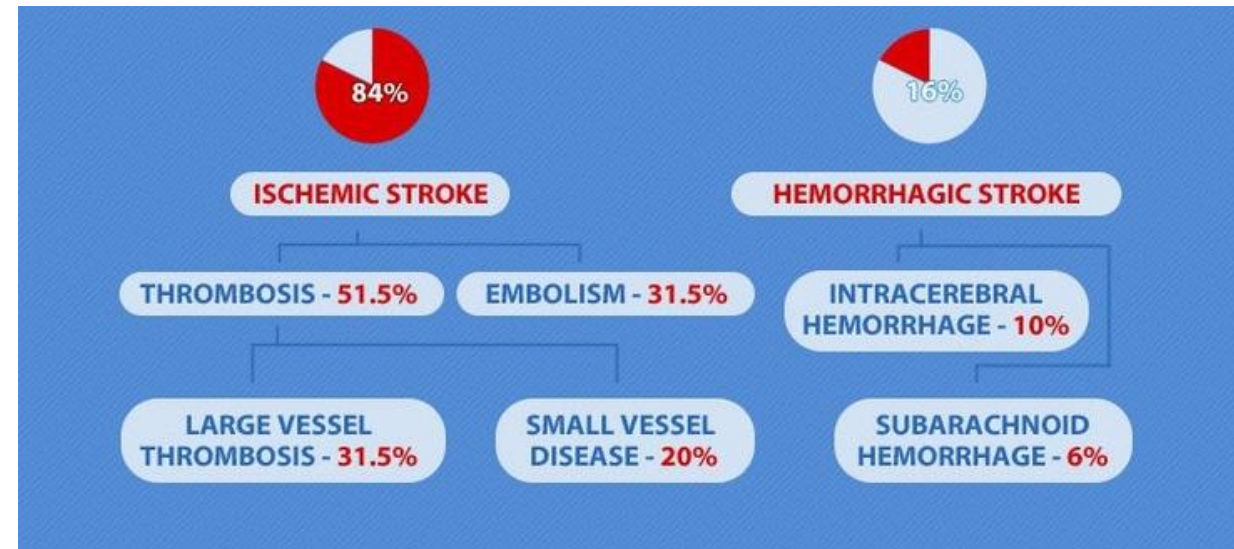 84%
16%
ISCHEMIC STROKE
HEMORRHAGIC STROKE
THROMBOSIS - 51.5%
EMBOLISM - 31.5%
INTRACEREBRAL
HEMORRHAGE - 10%
LARGE VESSEL
THROMBOSIS - 31.5%
SMALL VESSEL
DISEASE - 20%
SUBARACHNOID
HEMORRHAGE - 6%